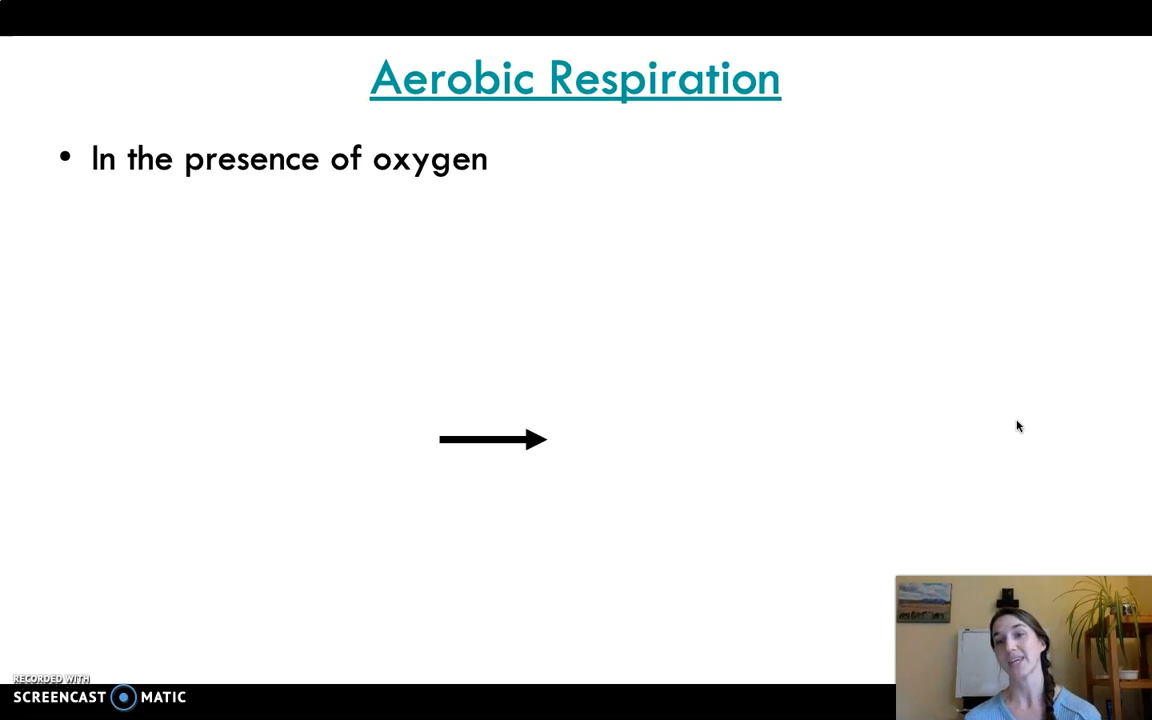 Aerobic Respiration
• In the presence of oxygen
RECORDED WITH
SCREENCAST MATIC